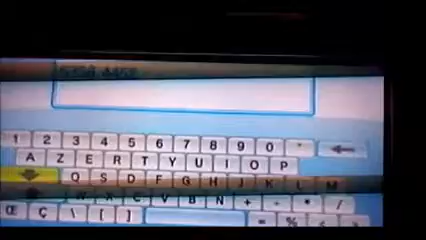 1 2 3 4 5 6 7 8 9 0 °
A Z E R T Y U I O P
Q S D F G H J K L M
W X C V B N + - * /
Œ Ç \ [ ] = % <